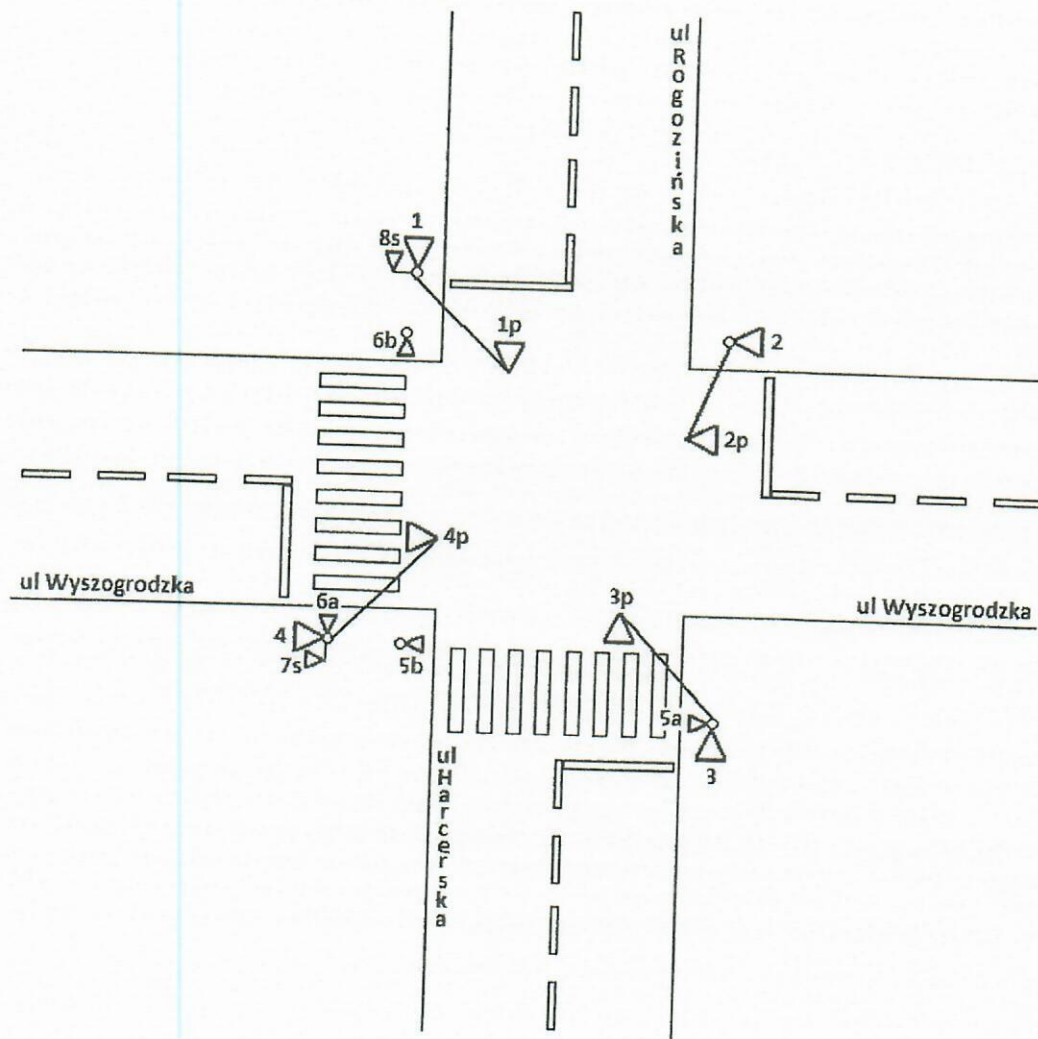 ul Rogozińska
1
8s
1p
6b
2
2p
4p
ul Wyszogrodzka
6a
3p
ul Wyszogrodzka
4
7s
5b
5a
3
ul Harcerska